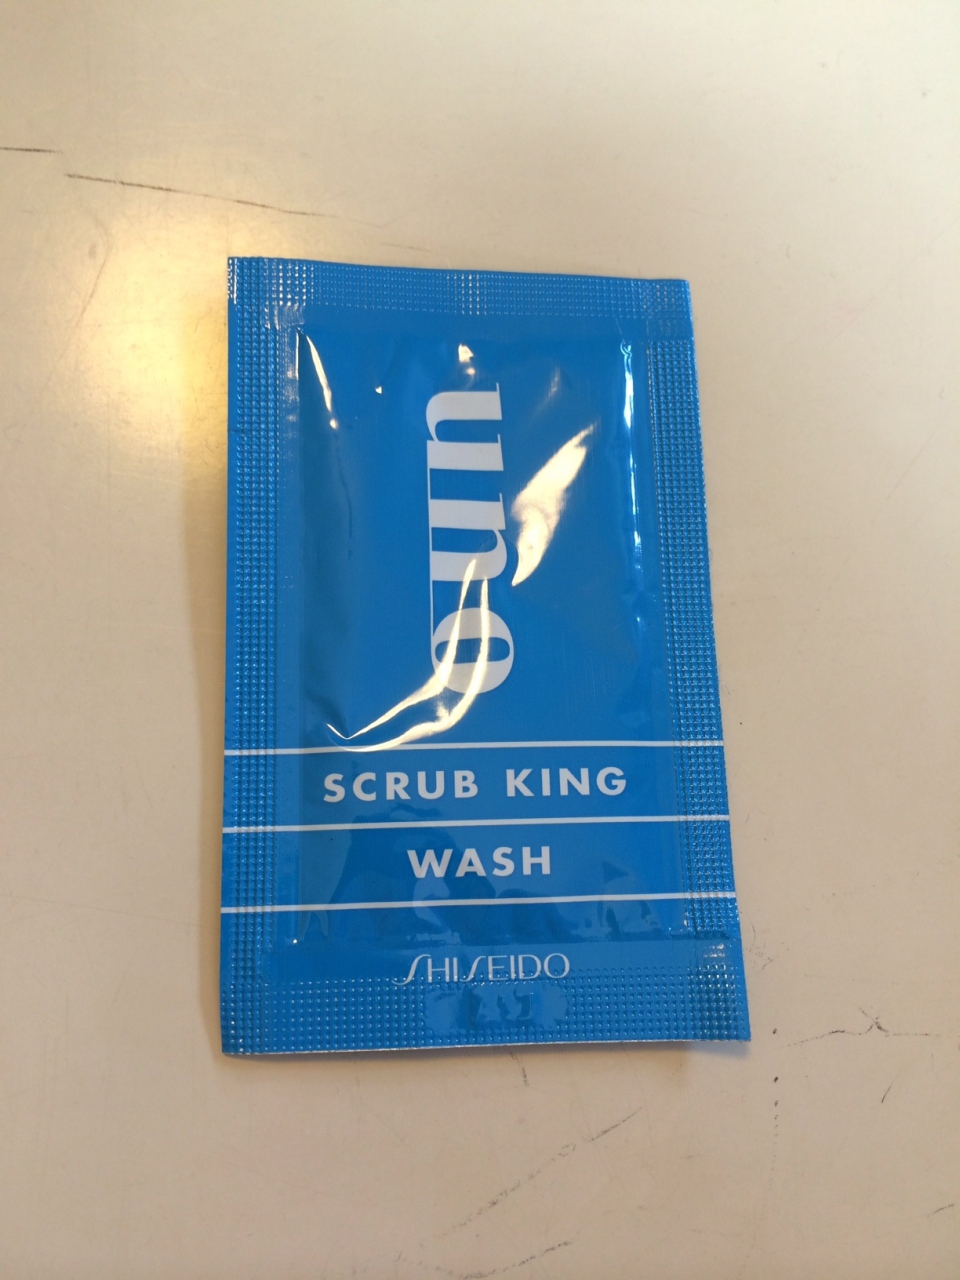 uno
SCRUB KING
WASH
SHISEIDO